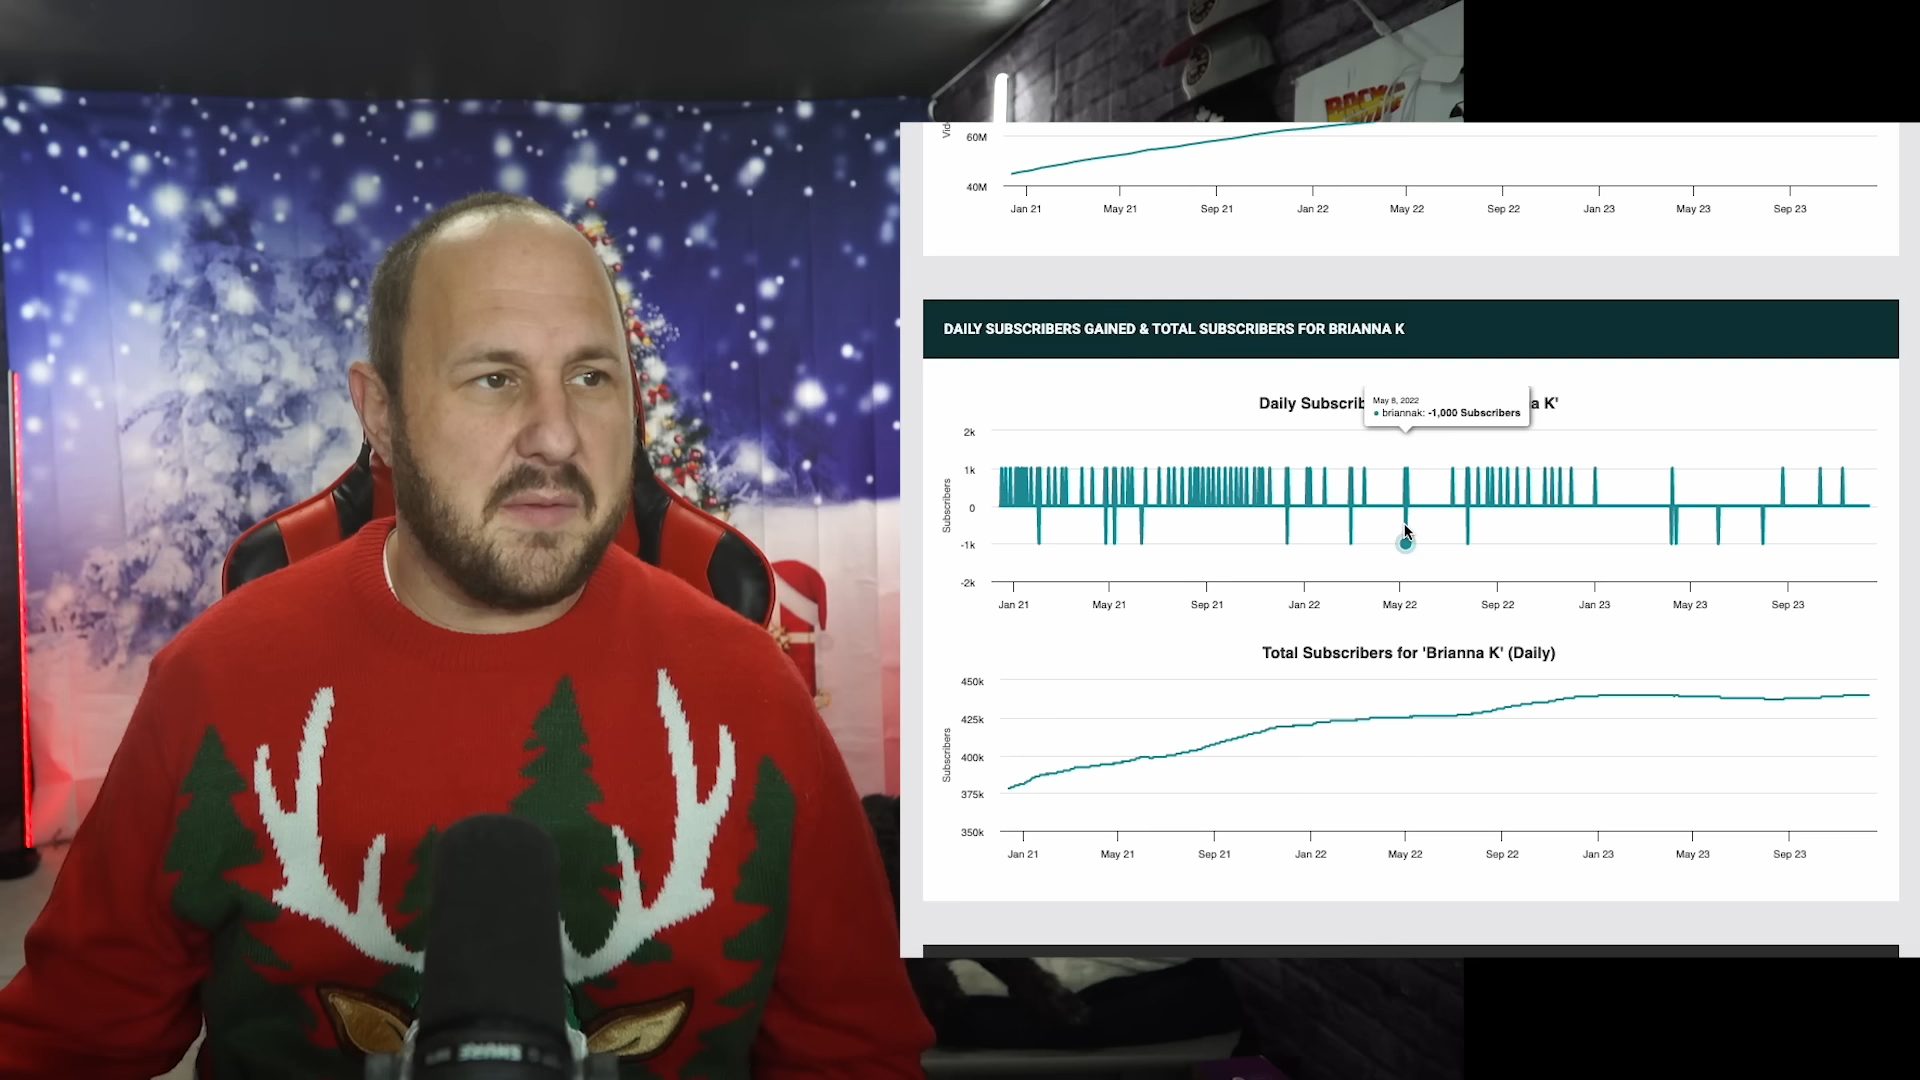 BACK
Vid
60M
40M
Jan 21 May 21 Sep 21 Jan 22 May 22 Sep 22 Jan 23 May 23 Sep 23
DAILY SUBSCRIBERS GAINED & TOTAL SUBSCRIBERS FOR BRIANNA K
Daily Subscrib a K'
May 8, 2022
briannak: -1,000 Subscribers
Subscribers
2k
1k
0
-1k
-2k
Jan 21 May 21 Sep 21 Jan 22 May 22 Sep 22 Jan 23 May 23 Sep 23
Total Subscribers for 'Brianna K' (Daily)
Subscribers
450k
425k
400k
375k
350k
Jan 21 May 21 Sep 21 Jan 22 May 22 Sep 22 Jan 23 May 23 Sep 23